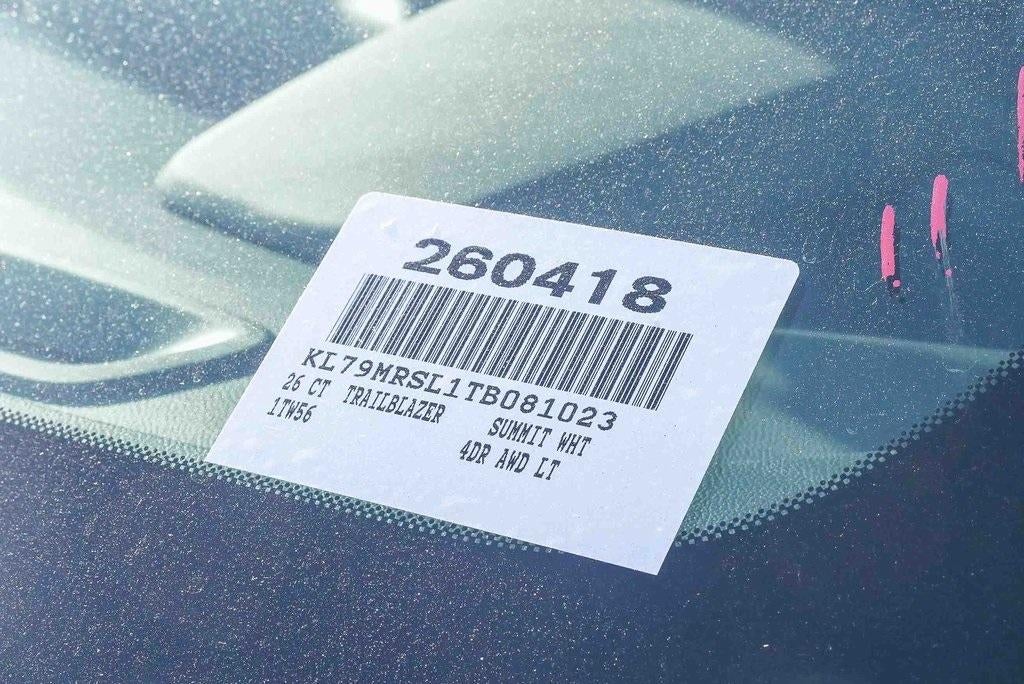 260418
KL79MRSL1TB081023
26 CT TRAILBLAZER SUMMIT WHT
1TW56 4DR AWD LT